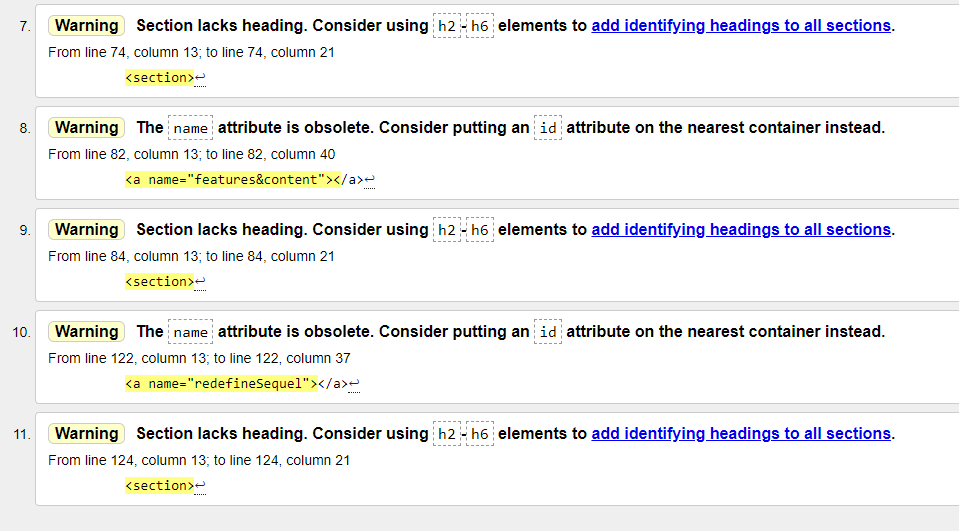 7. Warning Section lacks heading. Consider using h2-h6 elements to add identifying headings to all sections.
From line 74, column 13; to line 74, column 21
<section>↩
8. Warning The name attribute is obsolete. Consider putting an id attribute on the nearest container instead.
From line 82, column 13; to line 82, column 40
<a name="features&content"></a>↩
9. Warning Section lacks heading. Consider using h2-h6 elements to add identifying headings to all sections.
From line 84, column 13; to line 84, column 21
<section>↩
10. Warning The name attribute is obsolete. Consider putting an id attribute on the nearest container instead.
From line 122, column 13; to line 122, column 37
<a name="redefineSequel"></a>↩
11. Warning Section lacks heading. Consider using h2-h6 elements to add identifying headings to all sections.
From line 124, column 13; to line 124, column 21
<section>↩